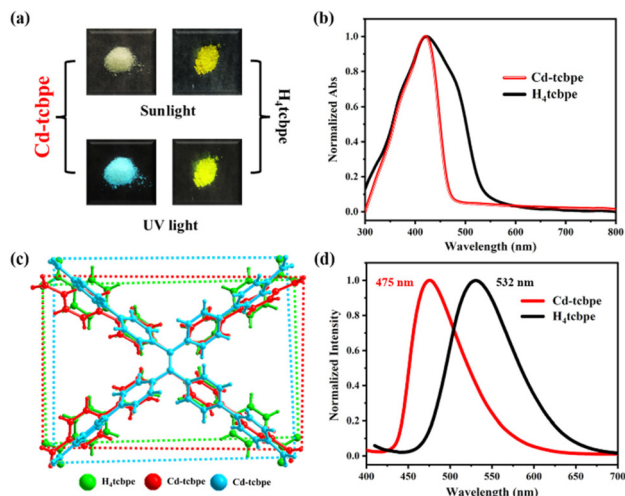 (a)
Cd-tcbpe
Sunlight
UV light
H₄tcbpe
(b)
Normalized Abs
1.0
0.8
0.6
0.4
0.2
0.0
Cd-tcbpe
H₄tcbpe
300 400 500 600 700 800
Wavelength (nm)
(c)
H₄tcbpe Cd-tcbpe Cd-tcbpe
(d)
Normalized Intensity
1.0
0.8
0.6
0.4
0.2
0.0
475 nm 532 nm
Cd-tcbpe
H₄tcbpe
400 450 500 550 600 650 700
Wavelength (nm)